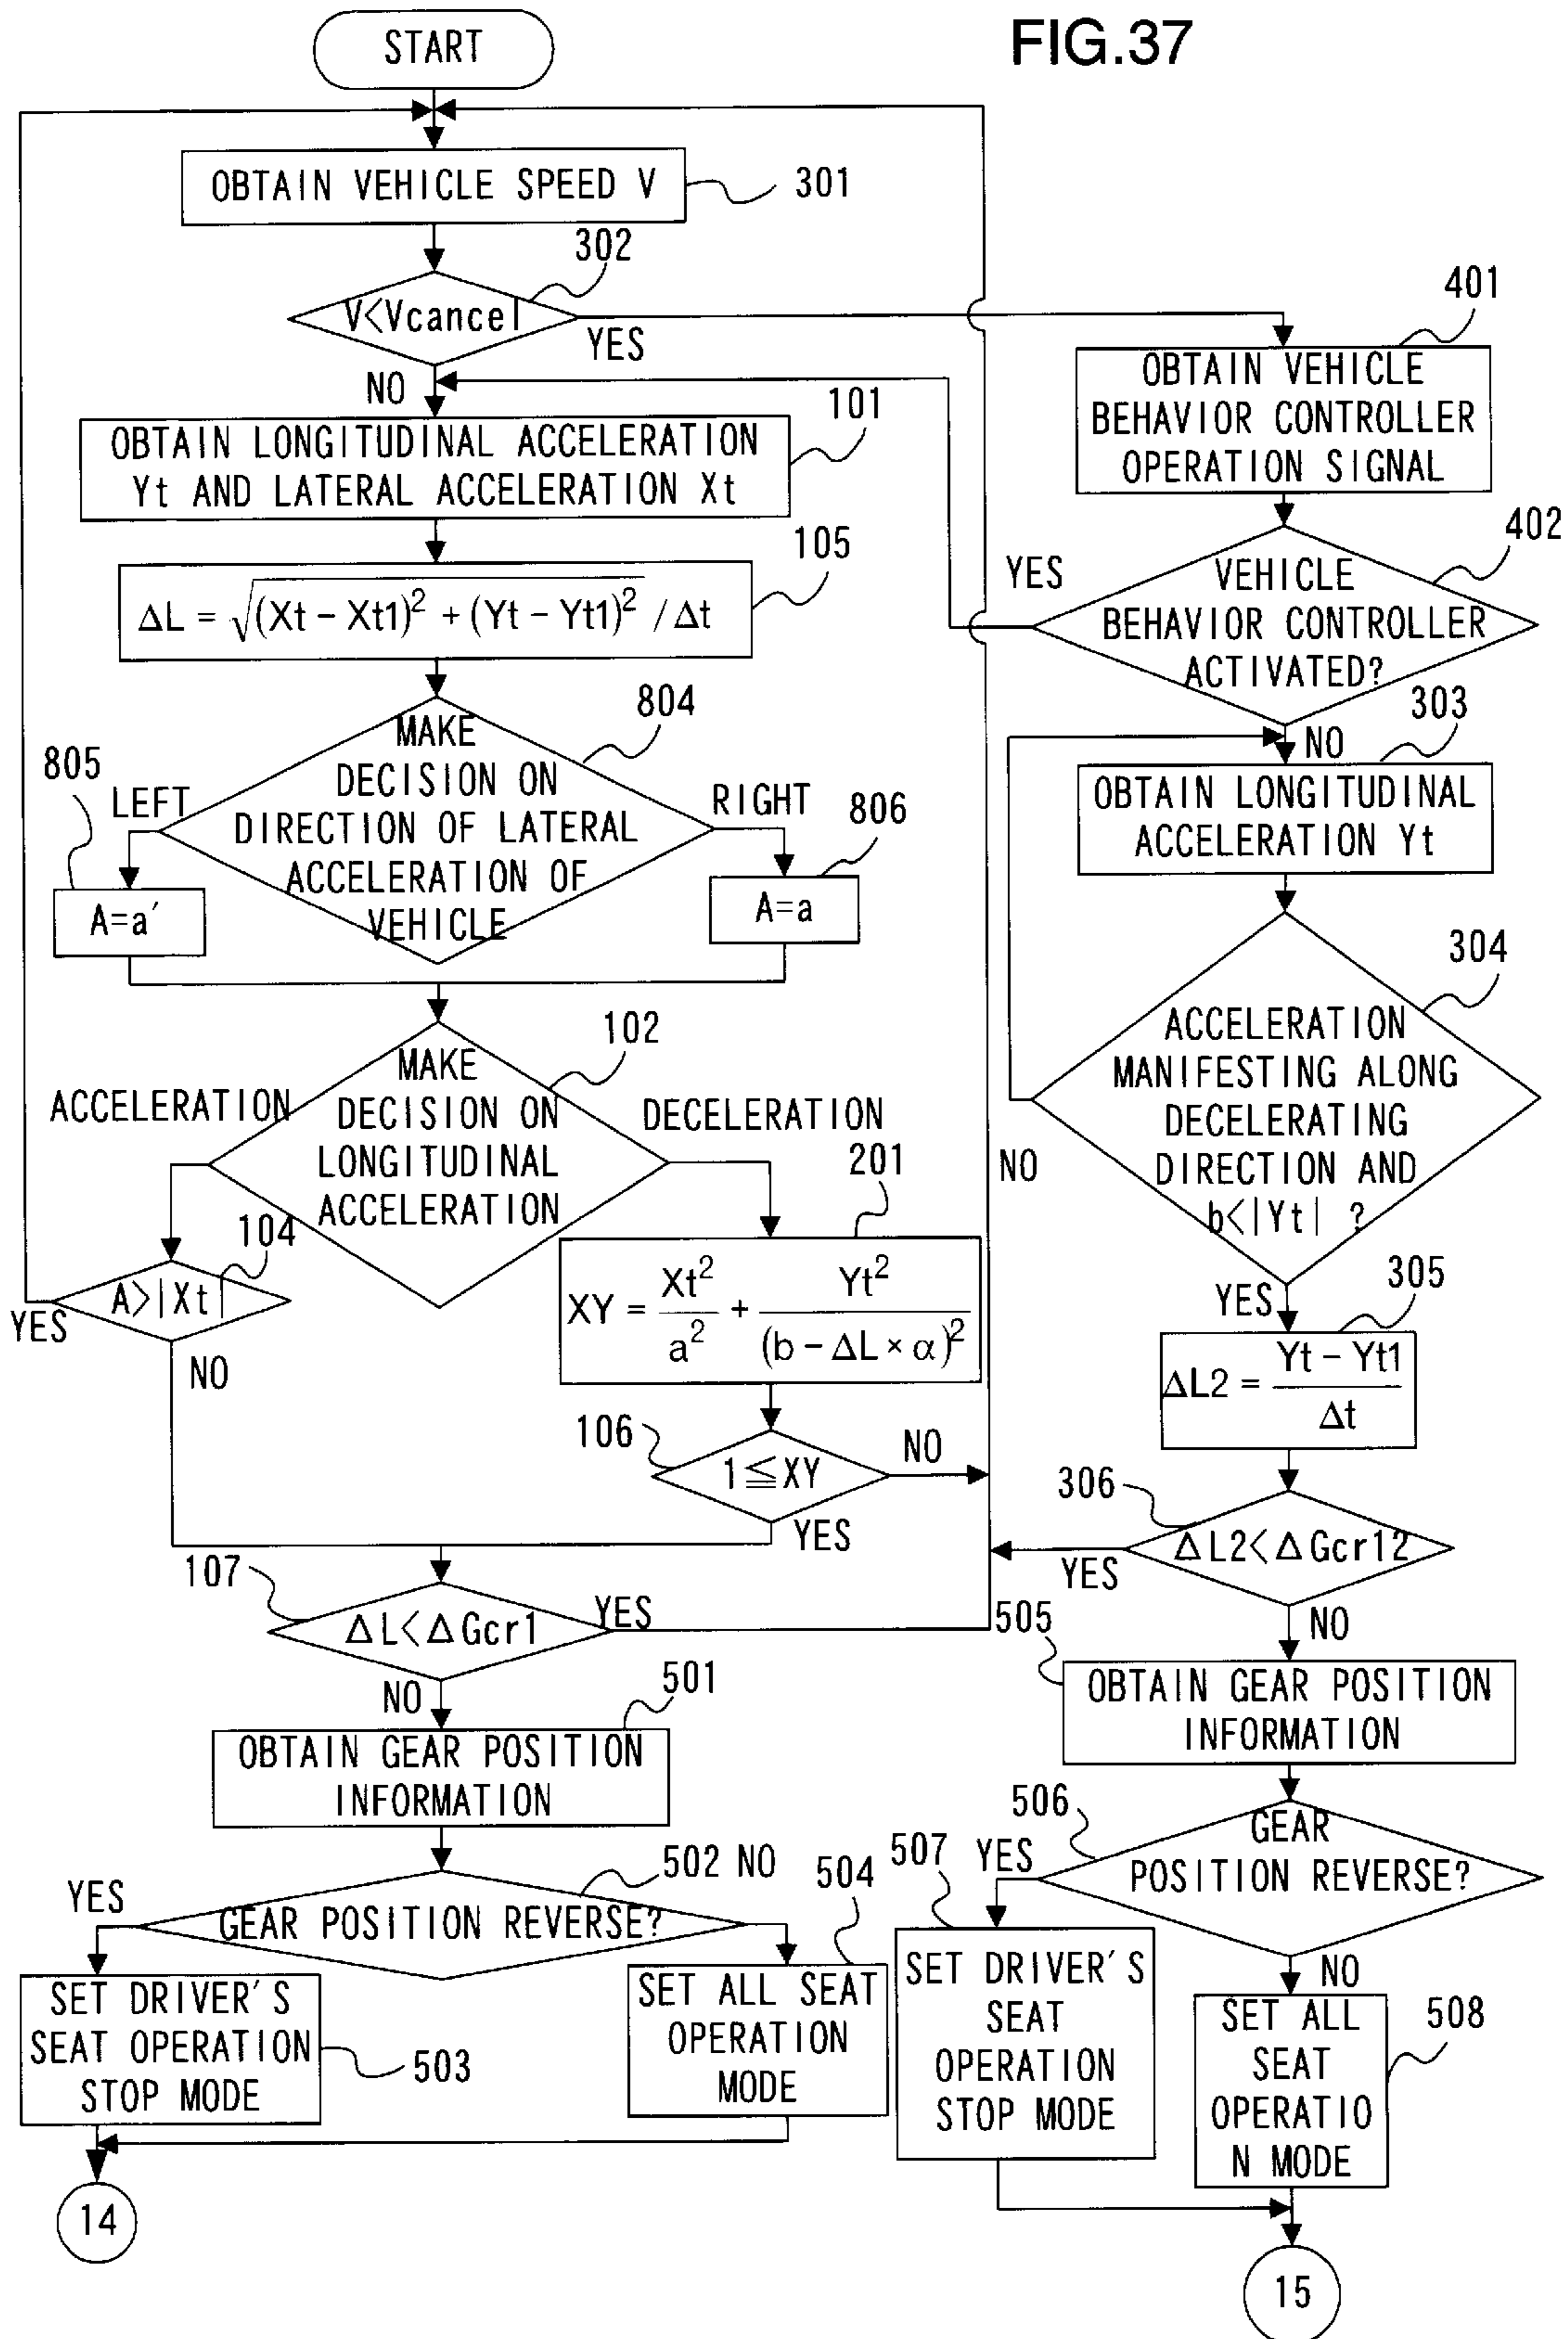 FIG.37
START
OBTAIN VEHICLE SPEED V
301
302
V<Vcancel
YES
NO
401
OBTAIN VEHICLE
BEHAVIOR CONTROLLER
OPERATION SIGNAL
101
OBTAIN LONGITUDINAL ACCELERATION
Yt AND LATERAL ACCELERATION Xt
402
YES
VEHICLE
BEHAVIOR CONTROLLER
ACTIVATED?
NO
105
ΔL = √(Xt − Xt1)² + (Yt − Yt1)² / Δt
804
MAKE
DECISION ON
DIRECTION OF LATERAL
ACCELERATION OF
VEHICLE
805
LEFT
A=a′
RIGHT
806
A=a
303
OBTAIN LONGITUDINAL
ACCELERATION Yt
304
ACCELERATION
MANIFESTING ALONG
DECELERATING
DIRECTION AND
b<|Yt| ?
NO
YES
102
MAKE
DECISION ON
LONGITUDINAL
ACCELERATION
ACCELERATION
DECELERATION
104
A>|Xt|
YES
NO
201
XY = Xt²/a² + Yt²/(b − ΔL × α)²
305
ΔL2 = (Yt − Yt1)/Δt
106
1≦XY
NO
YES
306
ΔL2<ΔGcr12
YES
NO
107
ΔL<ΔGcr1
YES
NO
501
OBTAIN GEAR POSITION
INFORMATION
505
OBTAIN GEAR POSITION
INFORMATION
502
GEAR POSITION REVERSE?
YES
NO
506
GEAR
POSITION REVERSE?
YES
NO
503
SET DRIVER'S
SEAT OPERATION
STOP MODE
504
SET ALL SEAT
OPERATION
MODE
507
SET DRIVER'S
SEAT
OPERATION
STOP MODE
508
SET ALL
SEAT
OPERATIO
N MODE
14
15